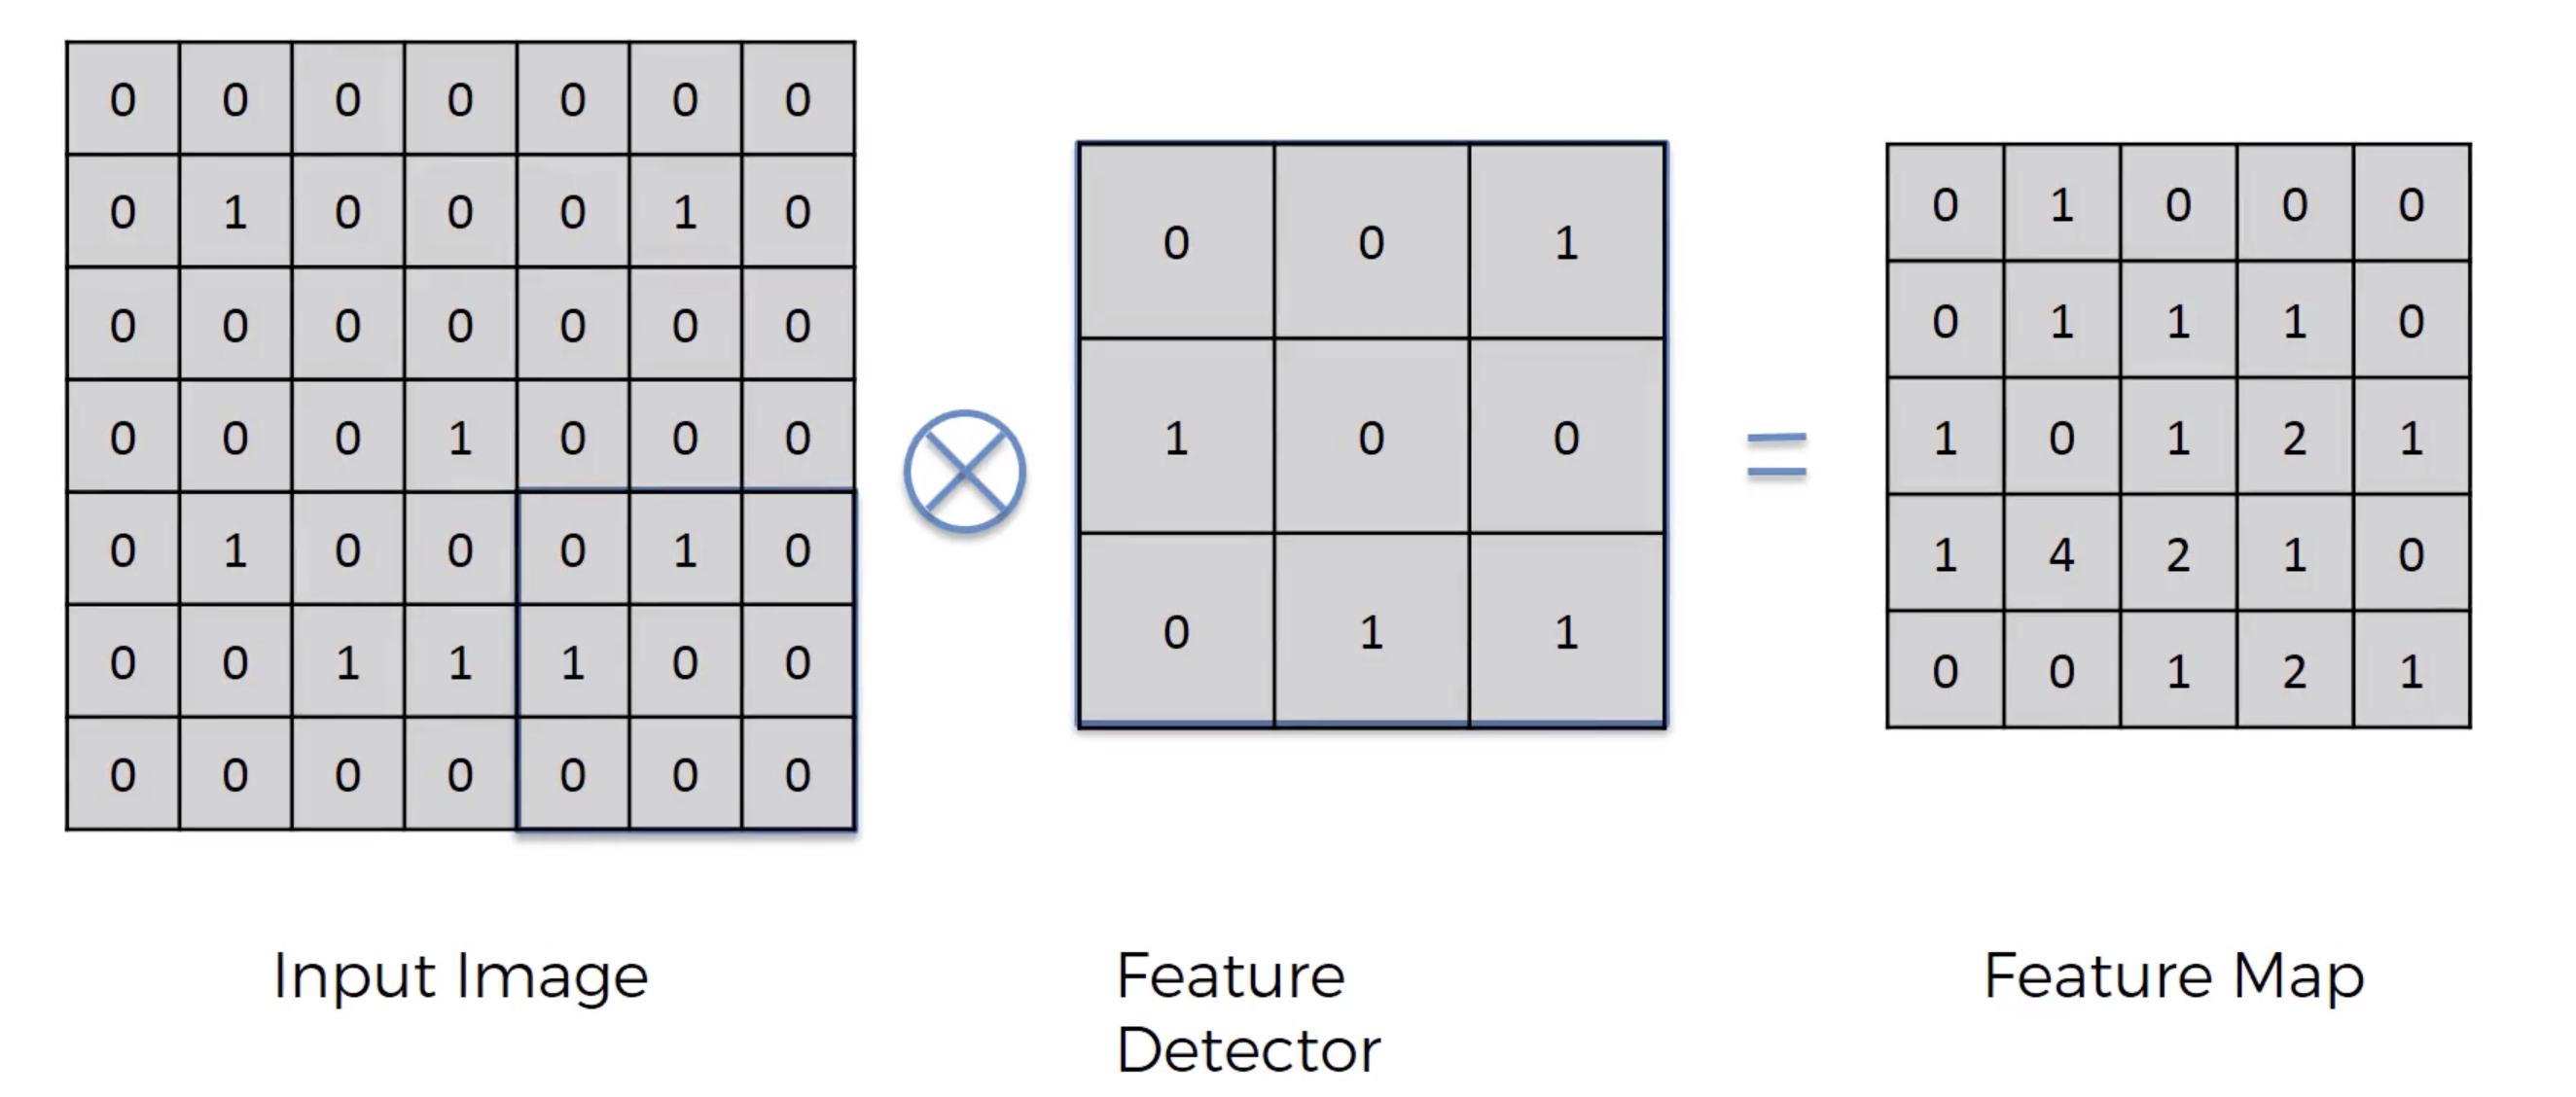 0 0 0 0 0 0 0
0 1 0 0 0 1 0
0 0 0 0 0 0 0
0 0 0 1 0 0 0
0 1 0 0 0 1 0
0 0 1 1 1 0 0
0 0 0 0 0 0 0
Input Image
0 0 1
1 0 0
0 1 1
Feature
Detector
=
0 1 0 0 0
0 1 1 1 0
1 0 1 2 1
1 4 2 1 0
0 0 1 2 1
Feature Map